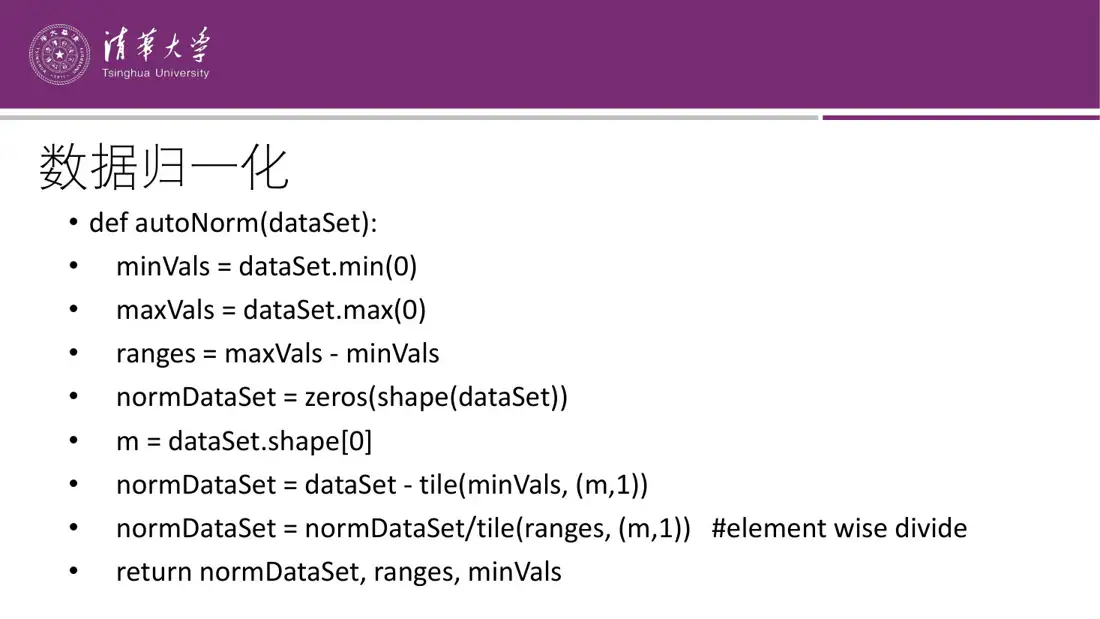 清华大学
Tsinghua University
数据归一化
• def autoNorm(dataSet):
•     minVals = dataSet.min(0)
•     maxVals = dataSet.max(0)
•     ranges = maxVals - minVals
•     normDataSet = zeros(shape(dataSet))
•     m = dataSet.shape[0]
•     normDataSet = dataSet - tile(minVals, (m,1))
•     normDataSet = normDataSet/tile(ranges, (m,1))   #element wise divide
•     return normDataSet, ranges, minVals